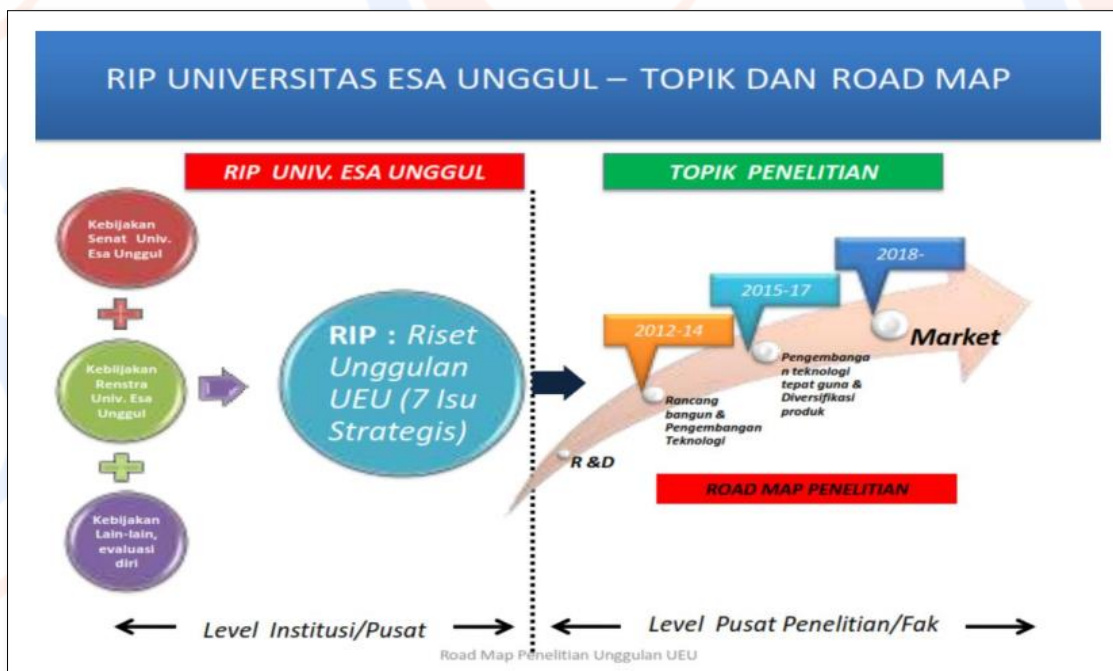 RIP UNIVERSITAS ESA UNGGUL – TOPIK DAN ROAD MAP
RIP UNIV. ESA UNGGUL
Kebijakan
Senat Univ.
Esa Unggul
Kebiijakan
Renstra
Univ. Esa
Unggul
Kebijakan
Lain-lain,
evaluasi
diri
RIP : Riset
Unggulan
UEU (7 Isu
Strategis)
TOPIK PENELITIAN
2012-14
2015-17
2018-
R &D
Rancang
bangun &
Pengembangan
Teknologi
Pengembanga
n teknologi
tepat guna &
Diversifikasi
produk
Market
ROAD MAP PENELITIAN
Level Institusi/Pusat
Level Pusat Penelitian/Fak
Road Map Penelitian Unggulan UEU